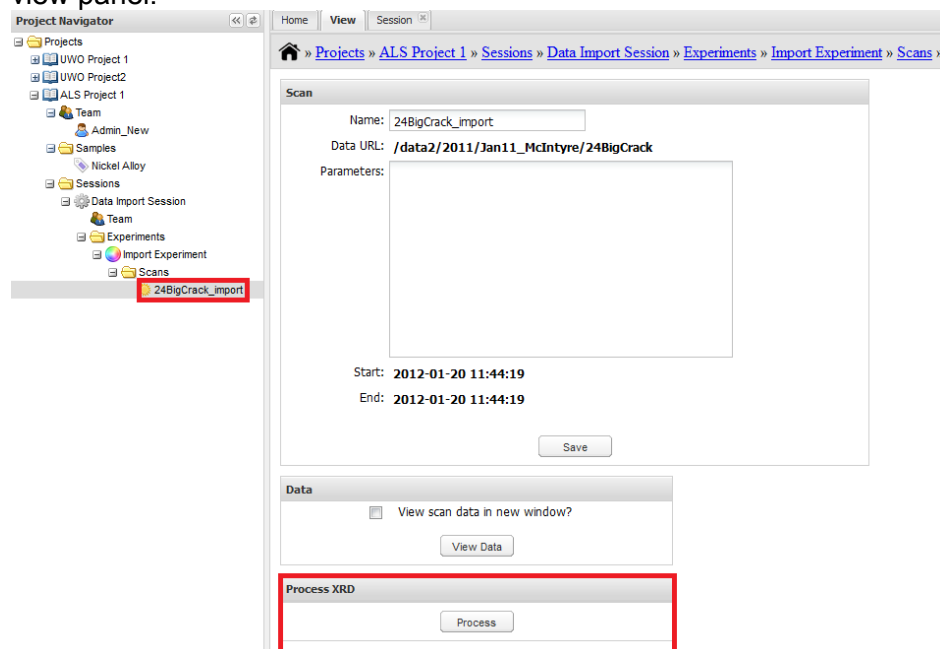 view panel.
Project Navigator
Home View Session
Projects
UWO Project 1
UWO Project2
ALS Project 1
Team
Admin_New
Samples
Nickel Alloy
Sessions
Data Import Session
Team
Experiments
Import Experiment
Scans
24BigCrack_import
» Projects » ALS Project 1 » Sessions » Data Import Session » Experiments » Import Experiment » Scans »
Scan
Name: 24BigCrack_import
Data URL: /data2/2011/Jan11_McIntyre/24BigCrack
Parameters:
Start: 2012-01-20 11:44:19
End: 2012-01-20 11:44:19
Save
Data
View scan data in new window?
View Data
Process XRD
Process